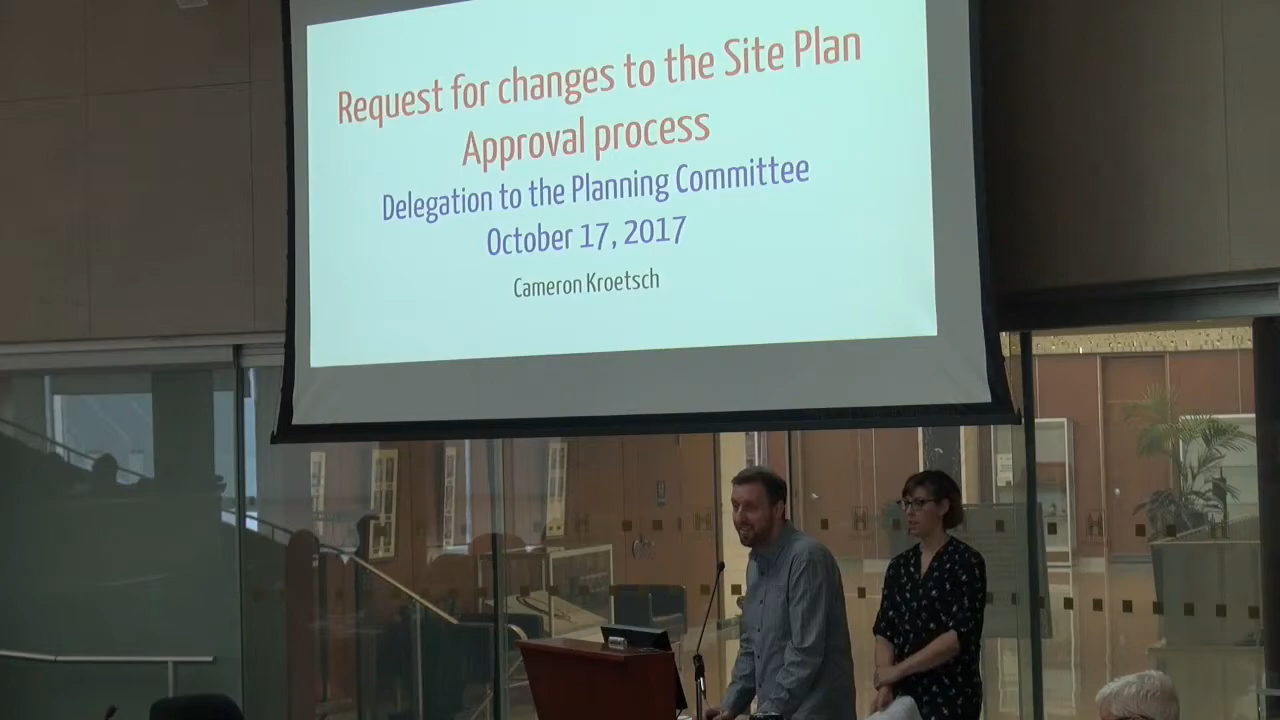 Request for changes to the Site Plan
Approval process
Delegation to the Planning Committee
October 17, 2017
Cameron Kroetsch